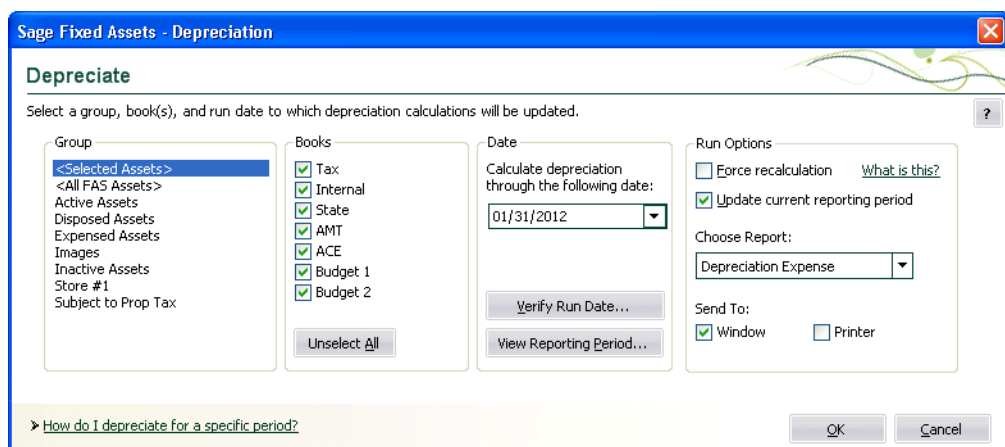 Sage Fixed Assets - Depreciation
Depreciate
Select a group, book(s), and run date to which depreciation calculations will be updated.
?
Group
<Selected Assets>
<All FAS Assets>
Active Assets
Disposed Assets
Expensed Assets
Images
Inactive Assets
Store #1
Subject to Prop Tax
Books
Tax
Internal
State
AMT
ACE
Budget 1
Budget 2
Unselect All
Date
Calculate depreciation
through the following date:
01/31/2012
Verify Run Date...
View Reporting Period...
Run Options
Force recalculation What is this?
Update current reporting period
Choose Report:
Depreciation Expense
Send To:
Window Printer
How do I depreciate for a specific period?
OK Cancel